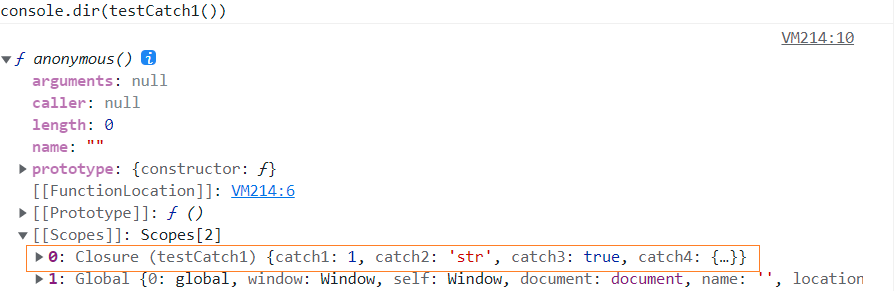 console.dir(testCatch1())
VM214:10
▼ƒ anonymous() i
arguments: null
caller: null
length: 0
name: ""
▶prototype: {constructor: ƒ}
[[FunctionLocation]]: VM214:6
▶[[Prototype]]: ƒ ()
▼[[Scopes]]: Scopes[2]
▶0: Closure (testCatch1) {catch1: 1, catch2: 'str', catch3: true, catch4: {…}}
▶1: Global {0: global, window: Window, self: Window, document: document, name: '', location